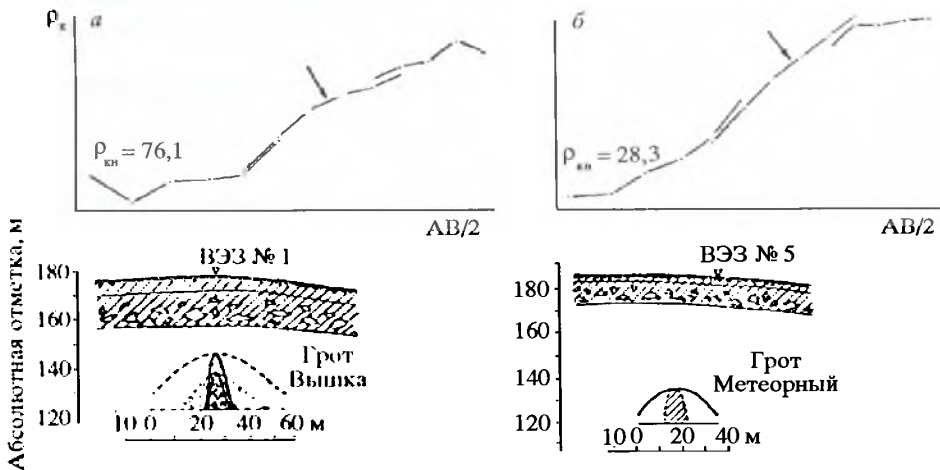 ρк а
ρкн = 76,1
АВ/2
б
ρкн = 28,3
АВ/2
Абсолютная отметка, м
ВЭЗ № 1
180
160
140
120
Грот
Вышка
10 0 20 40 60 м
ВЭЗ № 5
180
160
140
120
Грот
Метеорный
10 0 20 40 м